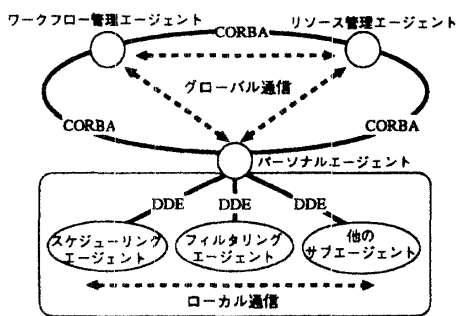 ワークフロー管理エージェント
リソース管理エージェント
CORBA
グローバル通信
CORBA
CORBA
パーソナルエージェント
DDE
DDE
DDE
スケジューリング
エージェント
フィルタリング
エージェント
他の
サブエージェント
ローカル通信